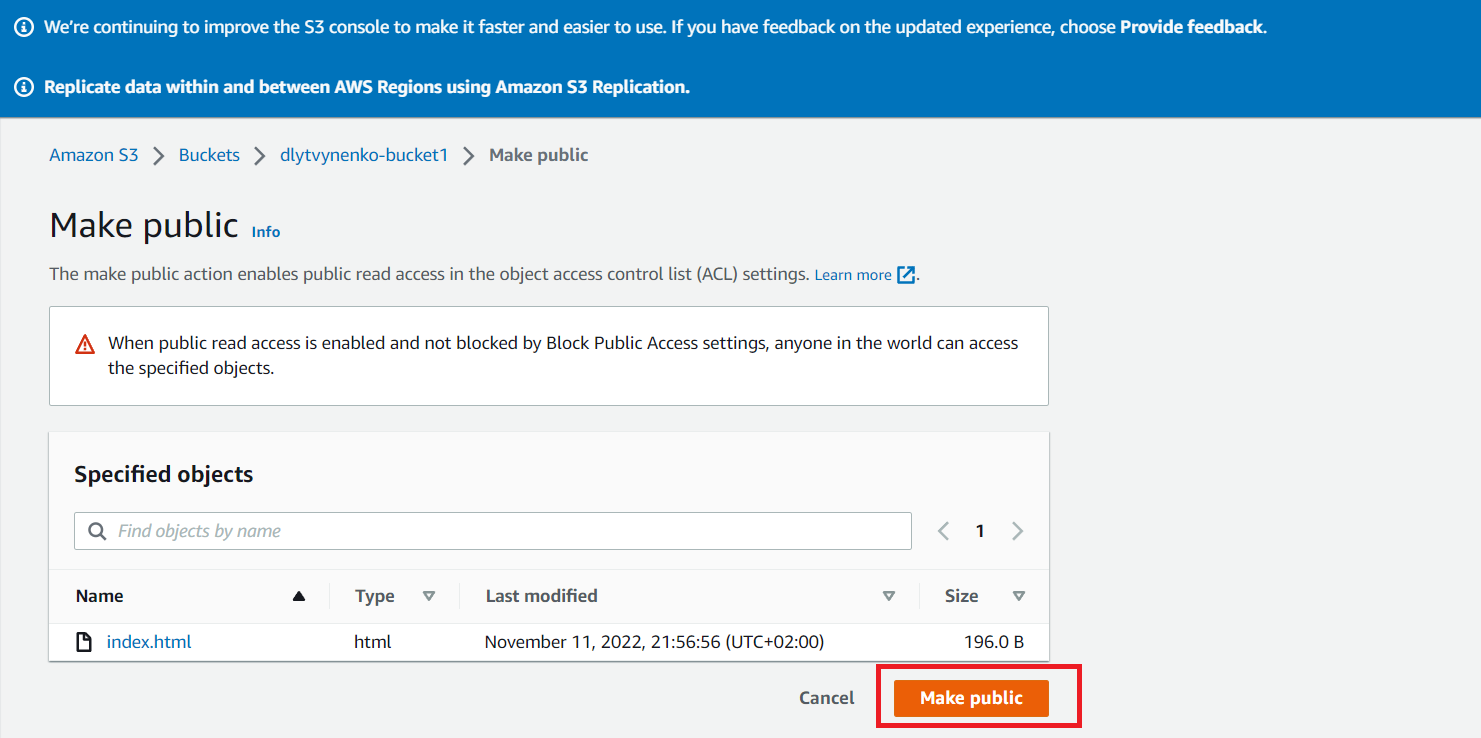 We're continuing to improve the S3 console to make it faster and easier to use. If you have feedback on the updated experience, choose Provide feedback.
Replicate data within and between AWS Regions using Amazon S3 Replication.
Amazon S3 > Buckets > dlytvynenko-bucket1 > Make public
Make public Info
The make public action enables public read access in the object access control list (ACL) settings. Learn more.
When public read access is enabled and not blocked by Block Public Access settings, anyone in the world can access
the specified objects.
Specified objects
Find objects by name 1
Name Type Last modified Size
index.html html November 11, 2022, 21:56:56 (UTC+02:00) 196.0 B
Cancel Make public